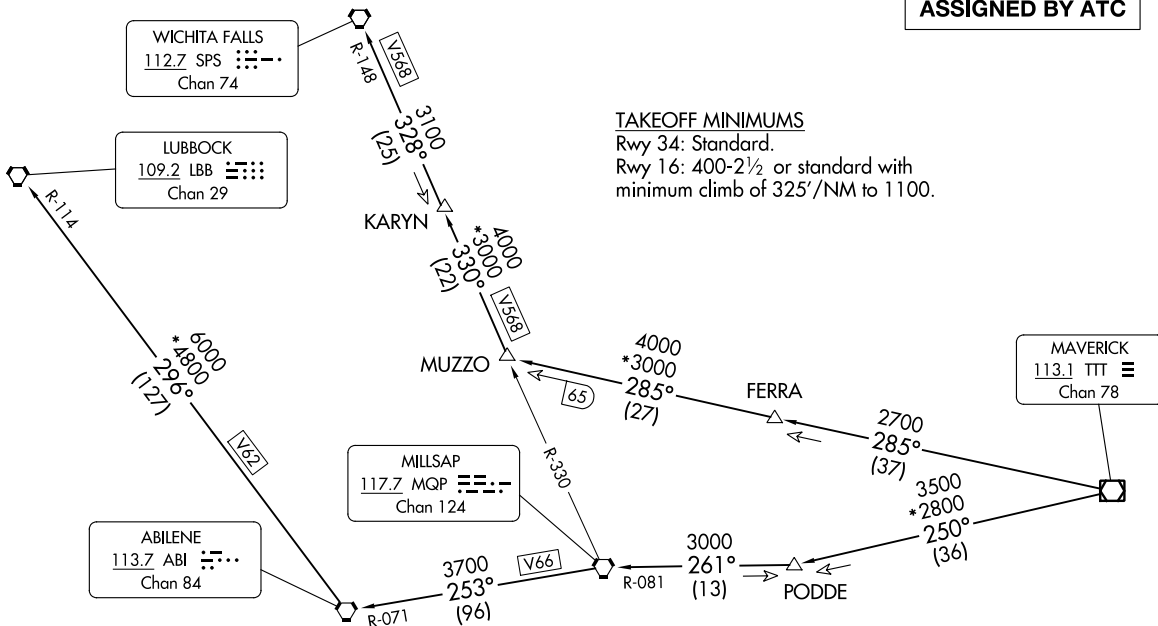 ASSIGNED BY ATC
WICHITA FALLS
112.7 SPS
Chan 74
R-148
V568
3100
328°
(25)
TAKEOFF MINIMUMS
Rwy 34: Standard.
Rwy 16: 400-2½ or standard with
minimum climb of 325'/NM to 1100.
LUBBOCK
109.2 LBB
Chan 29
R-114
KARYN
4000
*3000
330°
(22)
V568
6000
*4800
296°
(127)
V62
MUZZO
4000
*3000
285°
(27)
65
FERRA
MAVERICK
113.1 TTT
Chan 78
2700
285°
(37)
R-330
MILLSAP
117.7 MQP
Chan 124
3500
*2800
250°
(36)
ABILENE
113.7 ABI
Chan 84
3700
V66
253°
(96)
R-071
3000
261°
(13)
R-081
PODDE